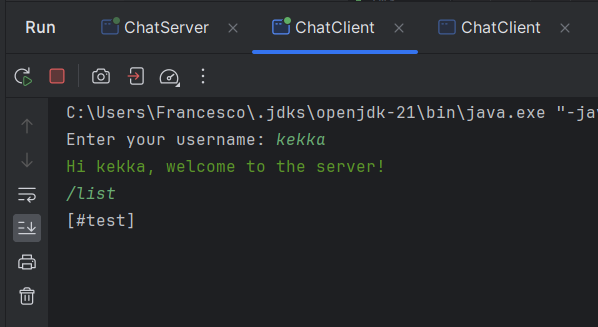 Run ChatServer ChatClient ChatClient
C:\Users\Francesco\.jdks\openjdk-21\bin\java.exe "-jav
Enter your username: kekka
Hi kekka, welcome to the server!
/list
[#test]